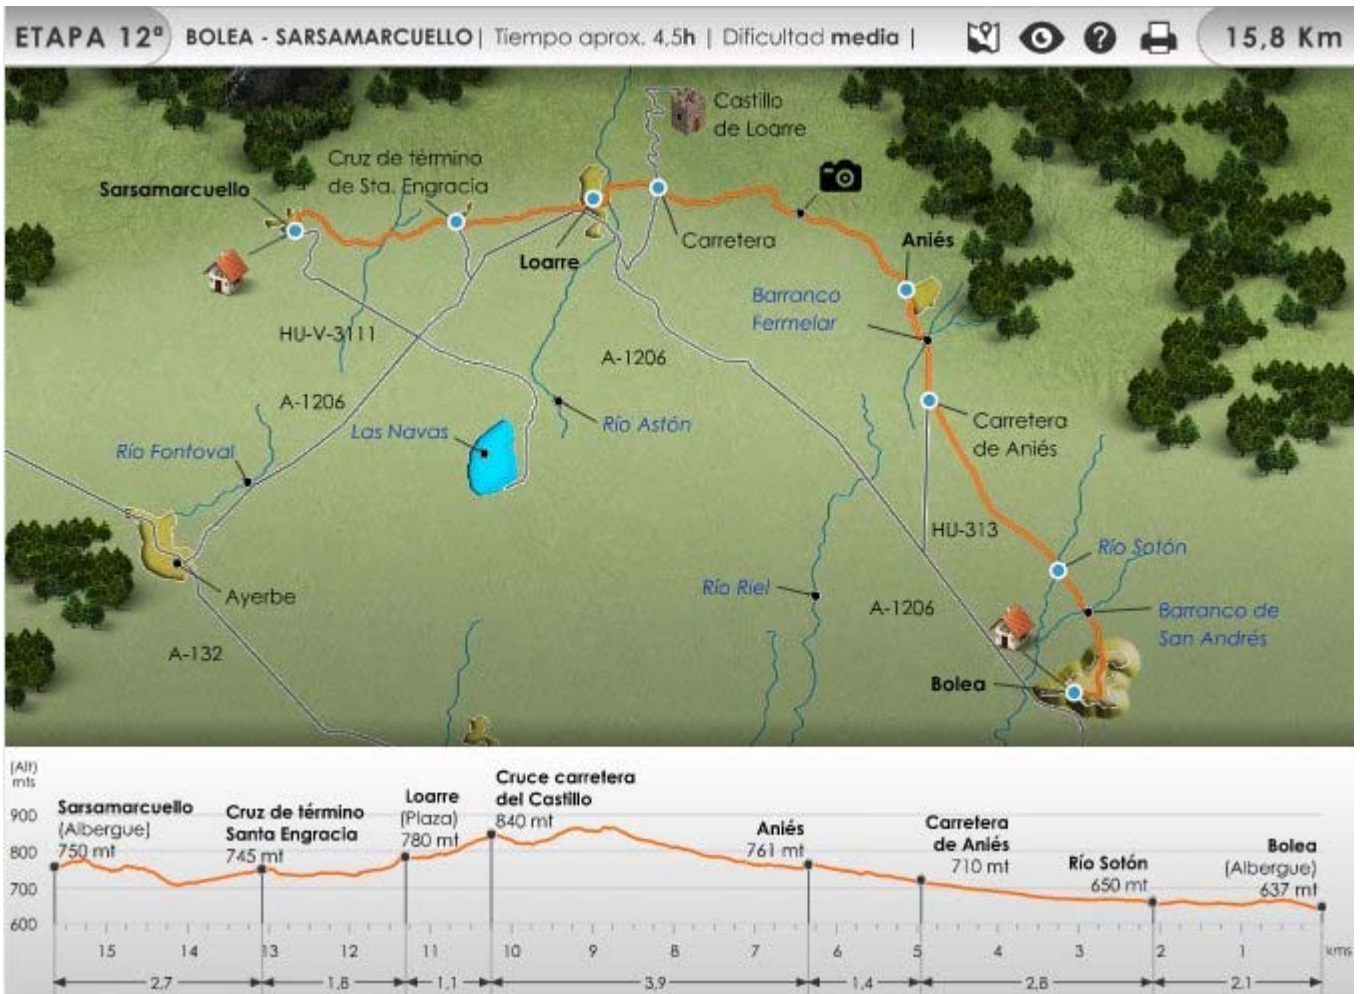 ETAPA 12ª BOLEA - SARSAMARCUELLO| Tiempo aprox. 4,5h | Dificultad media | 15,8 Km
Castillo
de Loarre
Cruz de término
de Sta. Engracia
Sarsamarcuello
Carretera
Aniés
Loarre
Barranco
Fermelar
HU-V-3111
A-1206
A-1206
Carretera
de Aniés
Las Navas
Río Astón
Río Fontoval
HU-313
Río Sotón
Río Riel
A-1206
Ayerbe
Barranco de
San Andrés
A-132
Bolea
(Alt)
mts
900
800
700
600
Sarsamarcuello
(Albergue)
750 mt
Cruz de término
Santa Engracia
745 mt
Loarre
(Plaza)
780 mt
Cruce carretera
del Castillo
840 mt
Aniés
761 mt
Carretera
de Aniés
710 mt
Río Sotón
650 mt
Bolea
(Albergue)
637 mt
15 13 12 11 10 9 8 7 6 5 4 3 2 1 kms
2,7 1,8 1,1 3,9 1,4 2,8 2,1